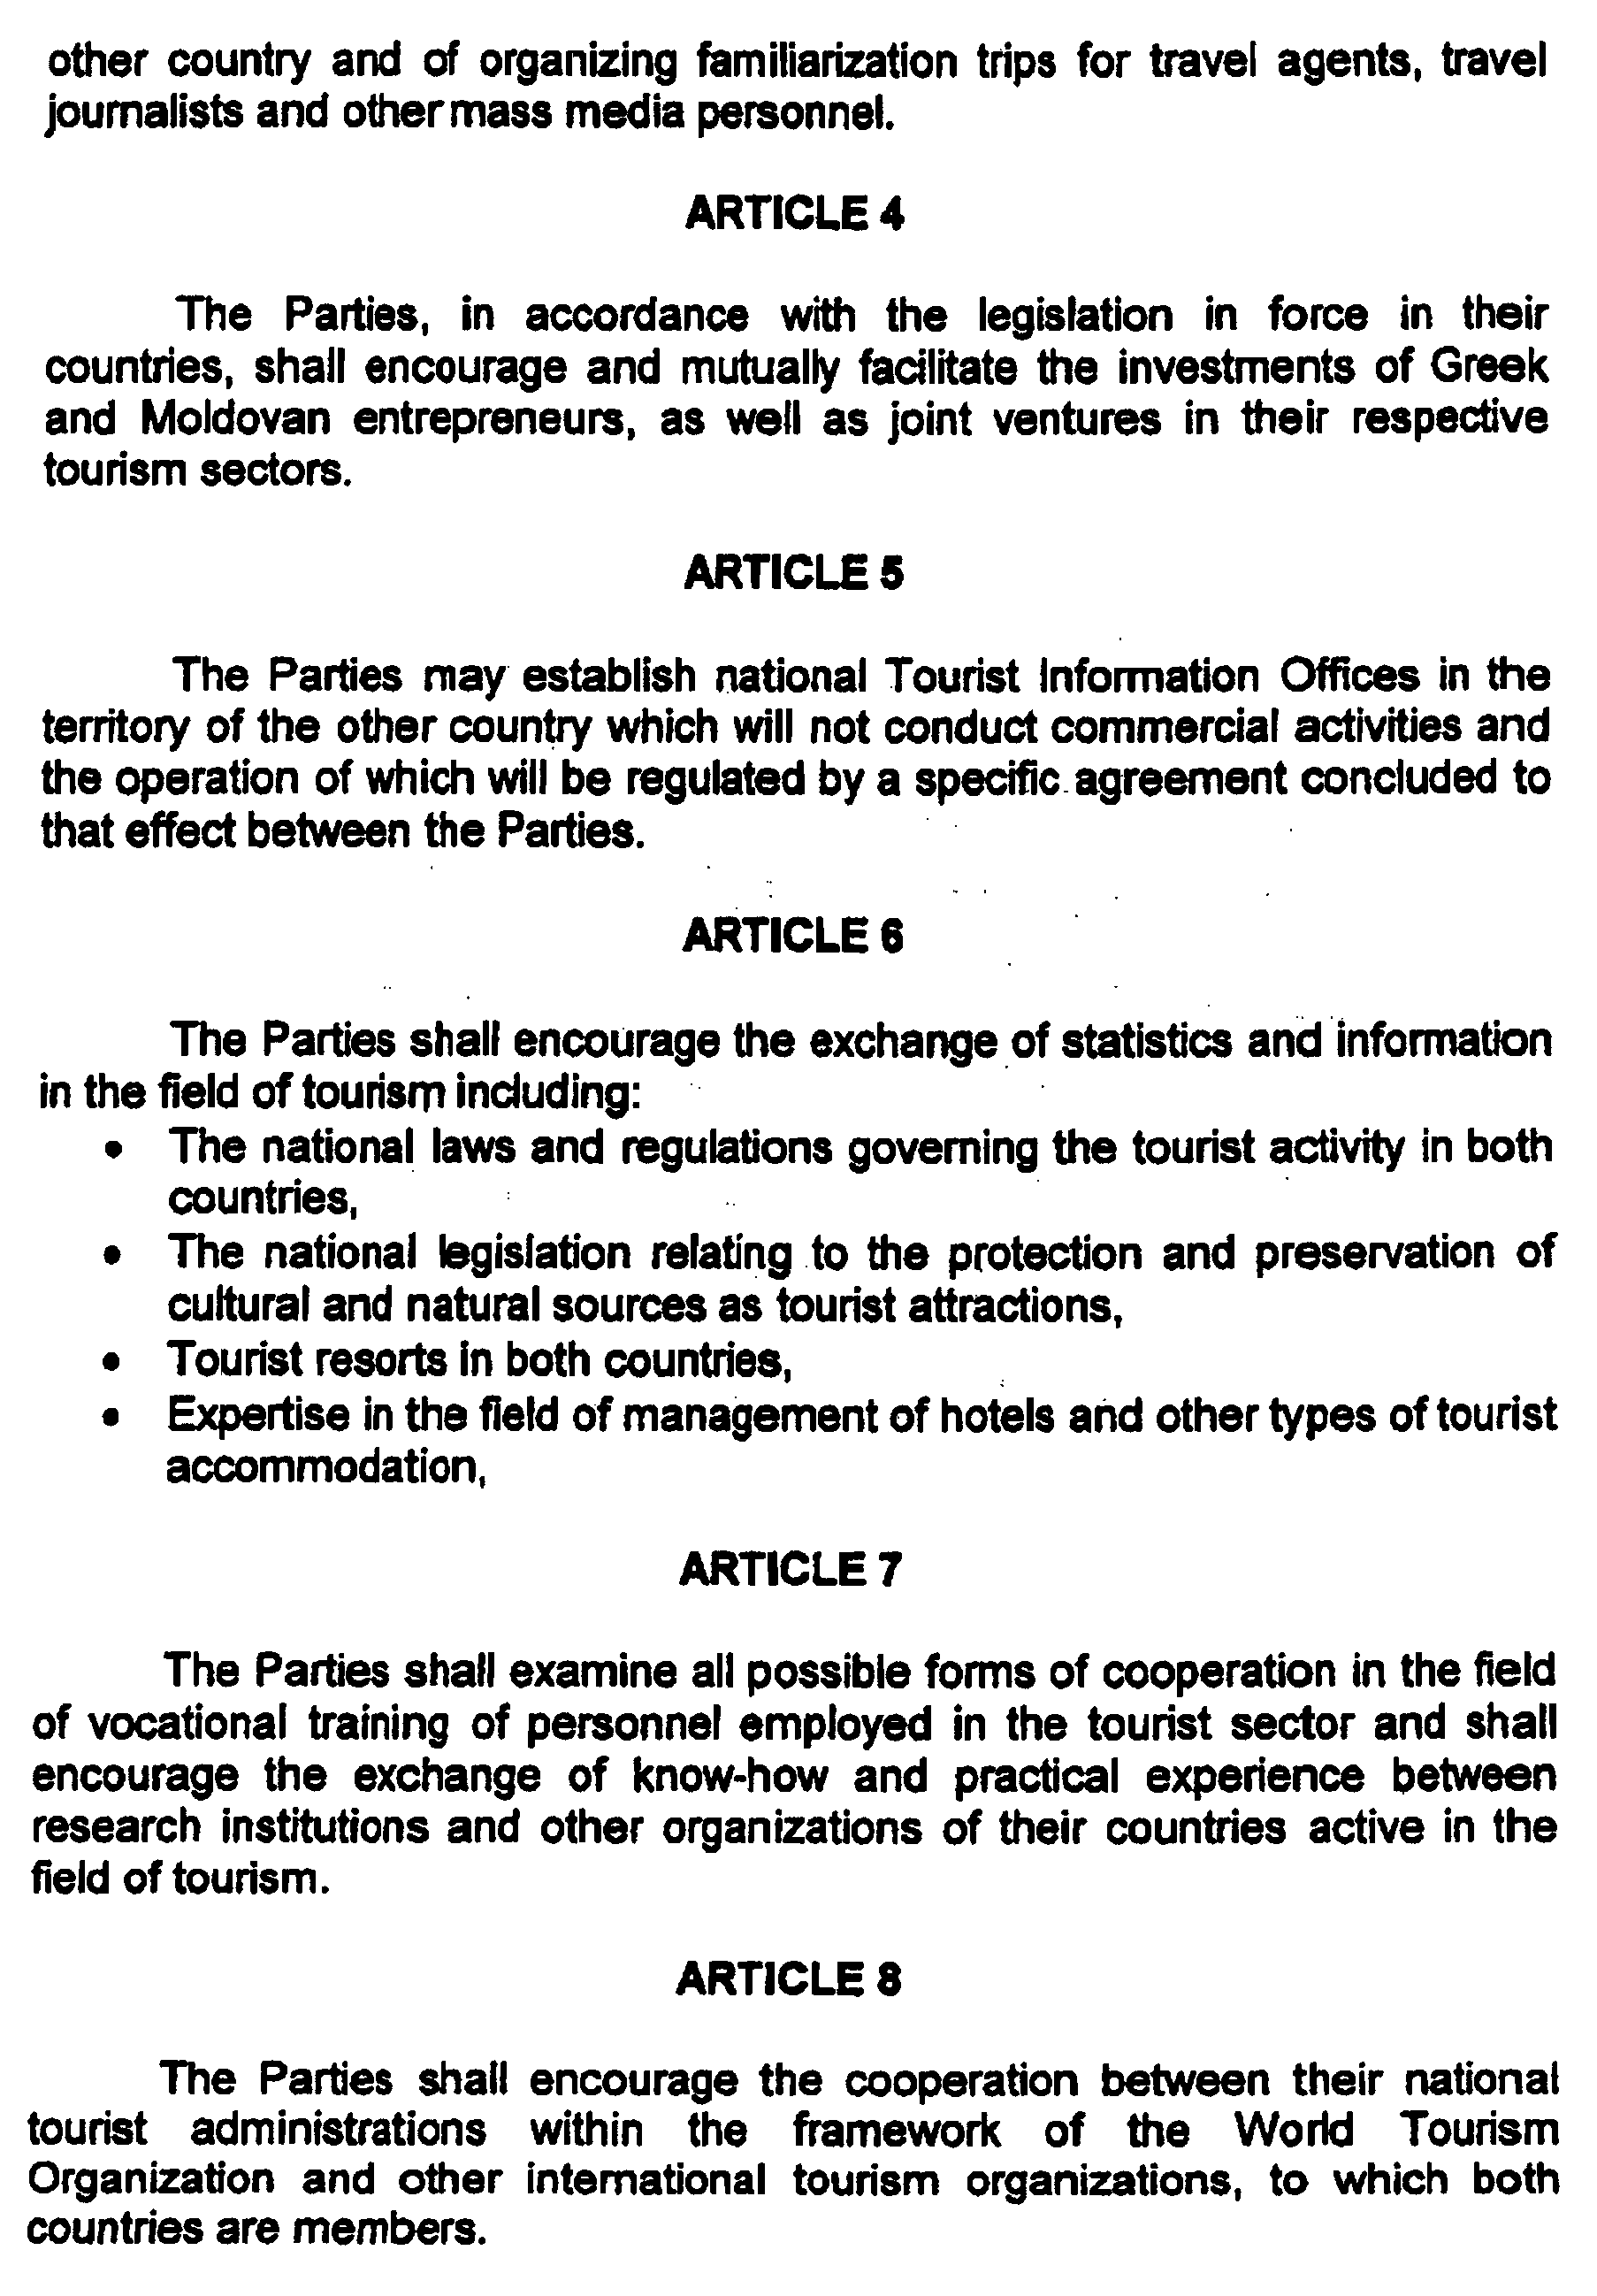 other country and of organizing familiarization trips for travel agents, travel
journalists and other mass media personnel.
ARTICLE 4
The Parties, in accordance with the legislation in force in their
countries, shall encourage and mutually facilitate the investments of Greek
and Moldovan entrepreneurs, as well as joint ventures in their respective
tourism sectors.
ARTICLE 5
The Parties may establish national Tourist Information Offices in the
territory of the other country which will not conduct commercial activities and
the operation of which will be regulated by a specific agreement concluded to
that effect between the Parties.
ARTICLE 6
The Parties shall encourage the exchange of statistics and information
in the field of tourism including:
• The national laws and regulations governing the tourist activity in both
countries,
• The national legislation relating to the protection and preservation of
cultural and natural sources as tourist attractions,
• Tourist resorts in both countries,
• Expertise in the field of management of hotels and other types of tourist
accommodation,
ARTICLE 7
The Parties shall examine all possible forms of cooperation in the field
of vocational training of personnel employed in the tourist sector and shall
encourage the exchange of know-how and practical experience between
research institutions and other organizations of their countries active in the
field of tourism.
ARTICLE 8
The Parties shall encourage the cooperation between their national
tourist administrations within the framework of the World Tourism
Organization and other international tourism organizations, to which both
countries are members.